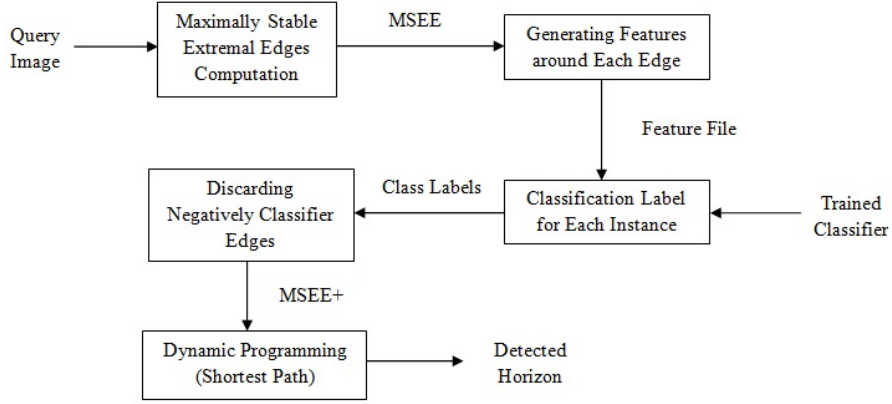 Query
Image
Maximally Stable
Extremal Edges
Computation
MSEE
Generating Features
around Each Edge
Feature File
Discarding
Negatively Classifier
Edges
Class Labels
Classification Label
for Each Instance
Trained
Classifier
MSEE+
Dynamic Programming
(Shortest Path)
Detected
Horizon